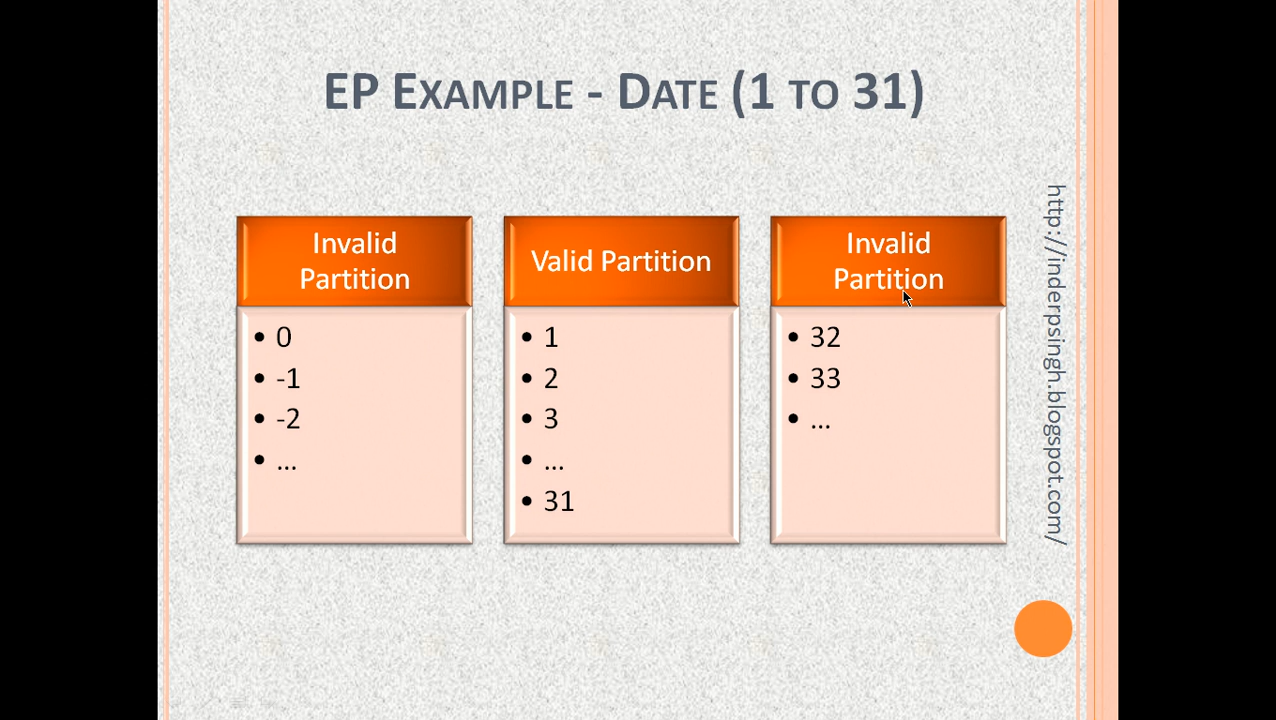 EP EXAMPLE - DATE (1 TO 31)
Invalid
Partition
• 0
• -1
• -2
• ...
Valid Partition
• 1
• 2
• 3
• ...
• 31
Invalid
Partition
• 32
• 33
• ...
http://inderpsingh.blogspot.com/